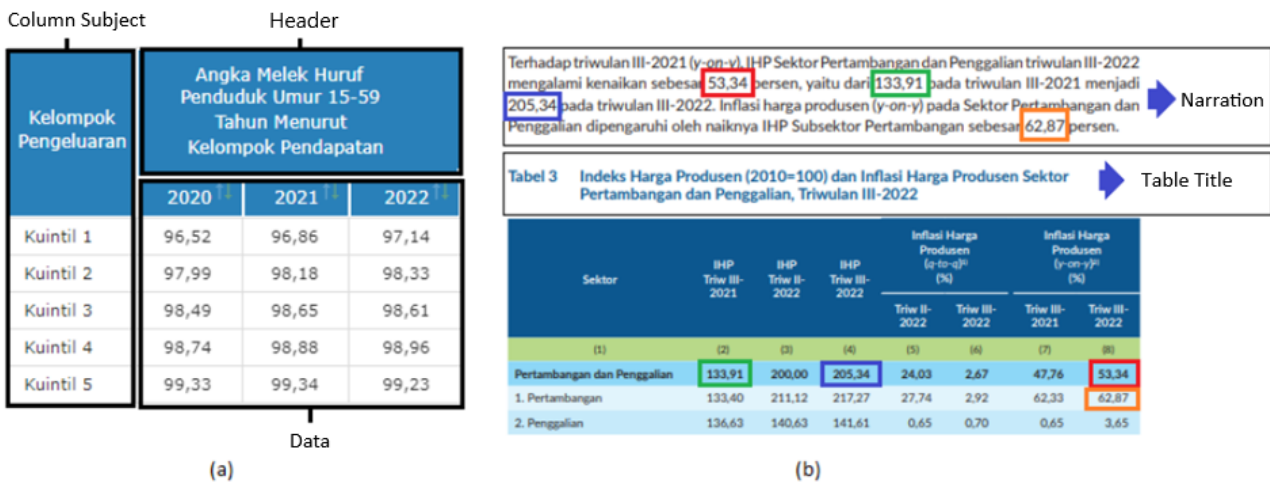 Column Subject
Header
Kelompok
Pengeluaran
Angka Melek Huruf
Penduduk Umur 15-59
Tahun Menurut
Kelompok Pendapatan
2020 2021 2022
Kuintil 1 96,52 96,86 97,14
Kuintil 2 97,99 98,18 98,33
Kuintil 3 98,49 98,65 98,61
Kuintil 4 98,74 98,88 98,96
Kuintil 5 99,33 99,34 99,23
Data
(a)
Terhadap triwulan III-2021 (y-on-y), IHP Sektor Pertambangan dan Penggalian triwulan III-2022
mengalami kenaikan sebesar 53,34 persen, yaitu dari 133,91 pada triwulan III-2021 menjadi
205,34 pada triwulan III-2022. Inflasi harga produsen (y-on-y) pada Sektor Pertambangan dan
Penggalian dipengaruhi oleh naiknya IHP Subsektor Pertambangan sebesar 62,87 persen.
Narration
Tabel 3 Indeks Harga Produsen (2010=100) dan Inflasi Harga Produsen Sektor
Pertambangan dan Penggalian, Triwulan III-2022
Table Title
Sektor
IHP
Triw III-
2021
IHP
Triw II-
2022
IHP
Triw III-
2022
Inflasi Harga
Produsen
(q-to-q)
(%)
Inflasi Harga
Produsen
(y-on-y)
(%)
Triw II-
2022
Triw III-
2022
Triw III-
2021
Triw III-
2022
(1) (2) (3) (4) (5) (6) (7) (8)
Pertambangan dan Penggalian 133,91 200,00 205,34 24,03 2,67 47,76 53,34
1. Pertambangan 133,40 211,12 217,27 27,74 2,92 62,33 62,87
2. Penggalian 136,63 140,63 141,61 0,65 0,70 0,65 3,65
(b)